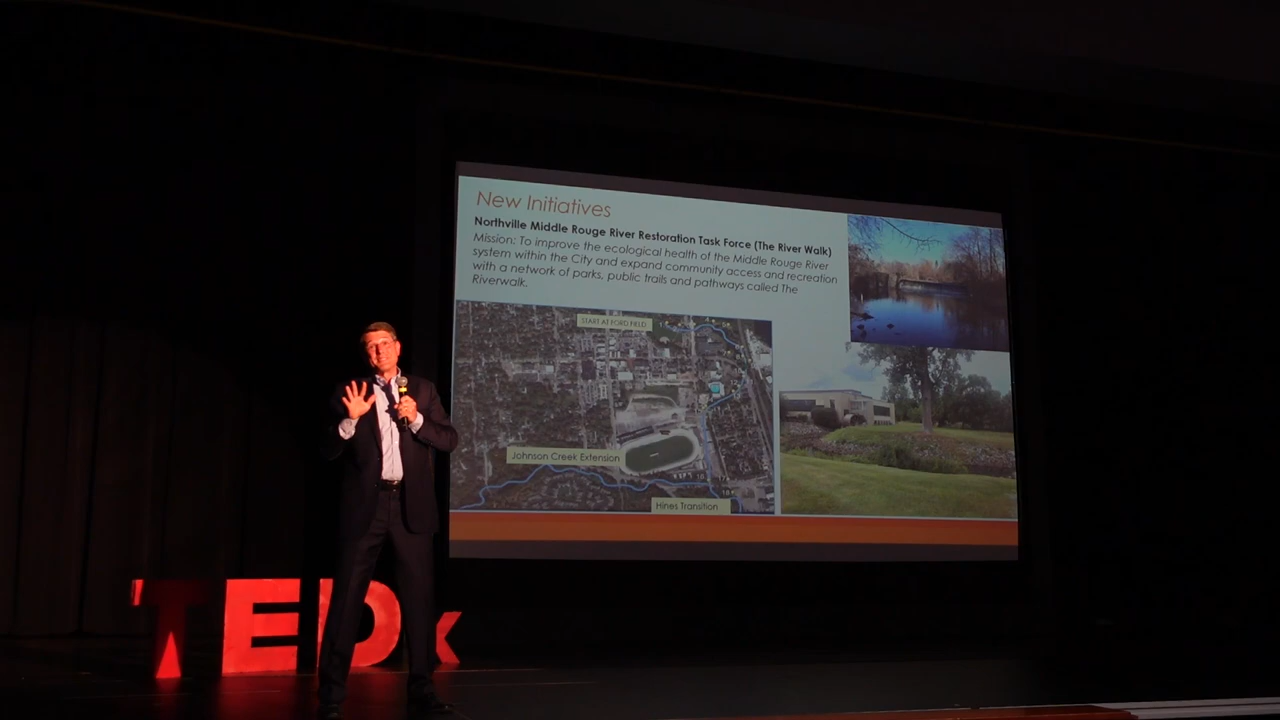 New Initiatives
Northville Middle Rouge River Restoration Task Force (The River Walk)
Mission: To improve the ecological health of the Middle Rouge River
system within the City and expand community access and recreation
with a network of parks, public trails and pathways called The
Riverwalk.
START AT FORD FIELD
Johnson Creek Extension
Hines Transition
TEDx